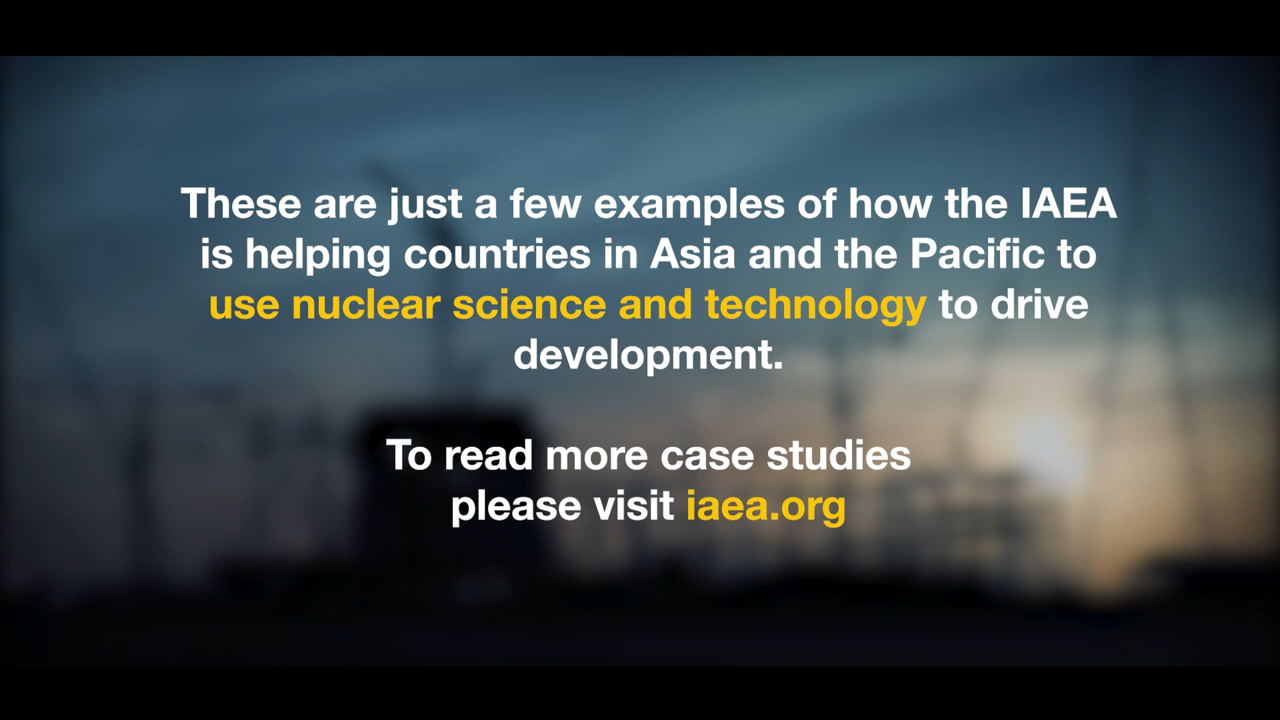 These are just a few examples of how the IAEA
is helping countries in Asia and the Pacific to
use nuclear science and technology to drive
development.
To read more case studies
please visit iaea.org